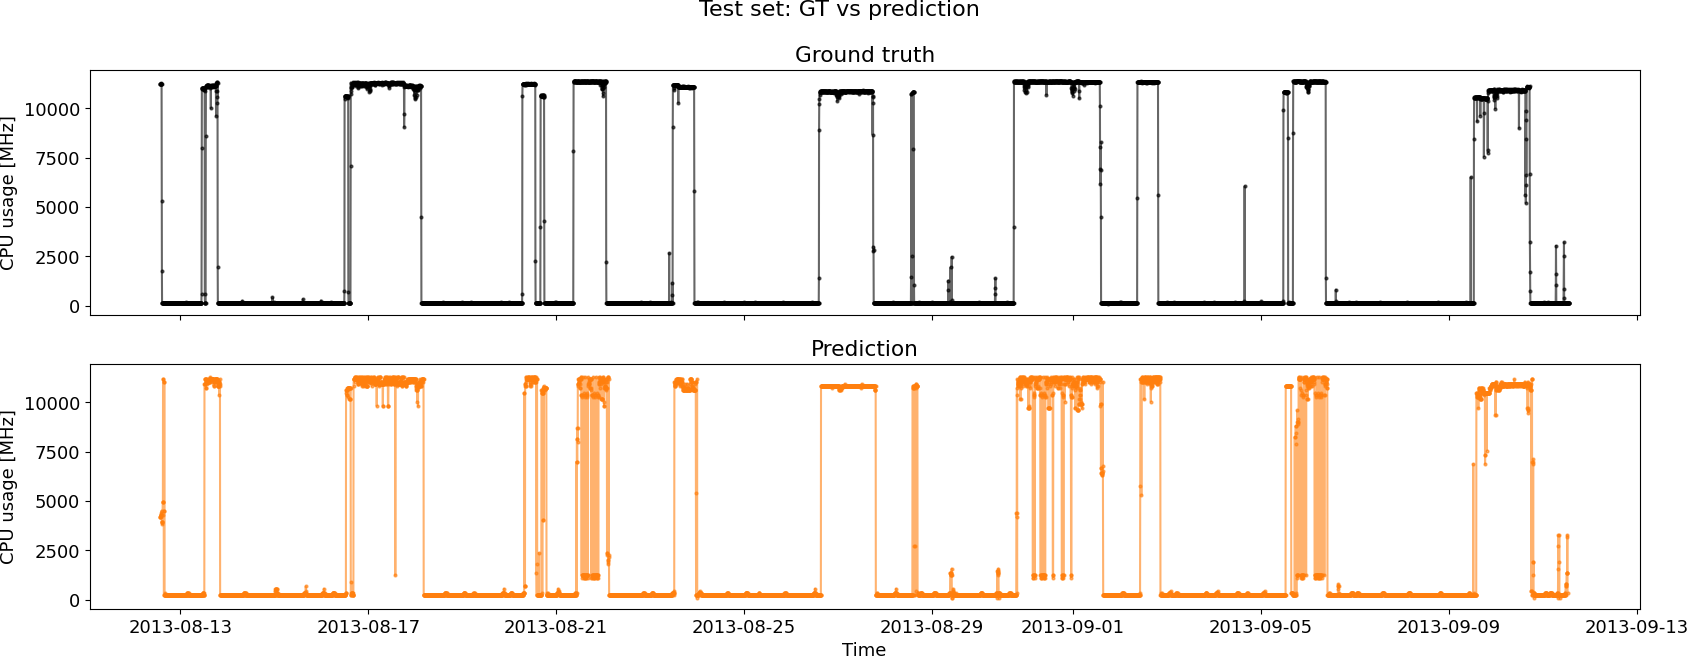 Test set: GT vs prediction
Ground truth
CPU usage [MHz]
10000
7500
5000
2500
0
Prediction
CPU usage [MHz]
10000
7500
5000
2500
0
2013-08-13 2013-08-17 2013-08-21 2013-08-25 2013-08-29 2013-09-01 2013-09-05 2013-09-09 2013-09-13
Time